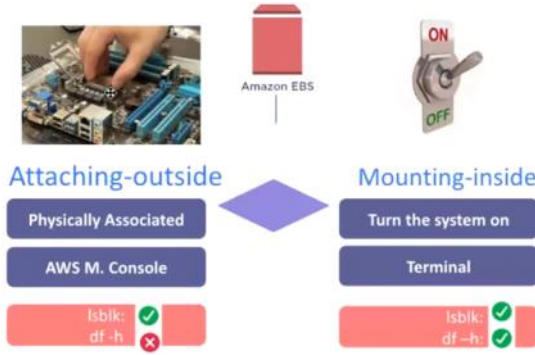 Amazon EBS
ON
OFF
Attaching-outside
Physically Associated
AWS M. Console
lsblk:
df -h
Mounting-inside
Turn the system on
Terminal
lsblk:
df –h: